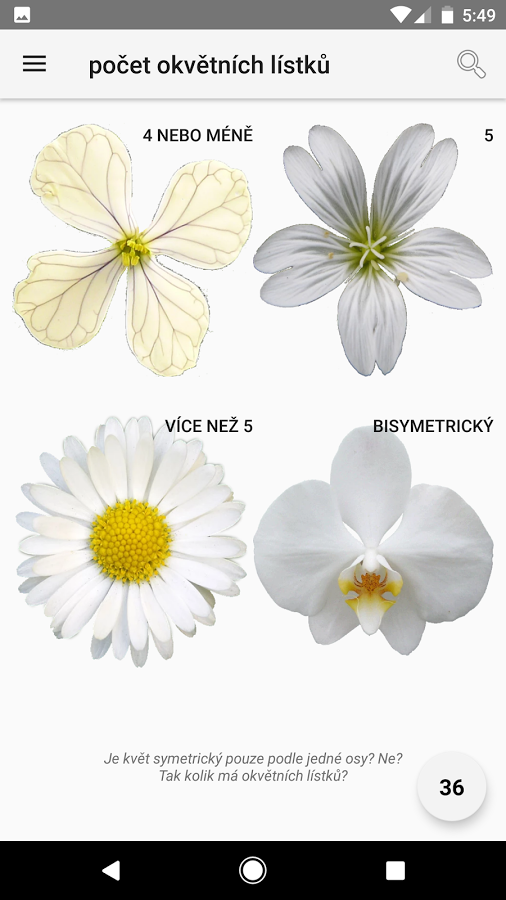 5:49
počet okvětních lístků
4 NEBO MÉNĚ
5
VÍCE NEŽ 5
BISYMETRICKÝ
Je květ symetrický pouze podle jedné osy? Ne?
Tak kolik má okvětních lístků?
36